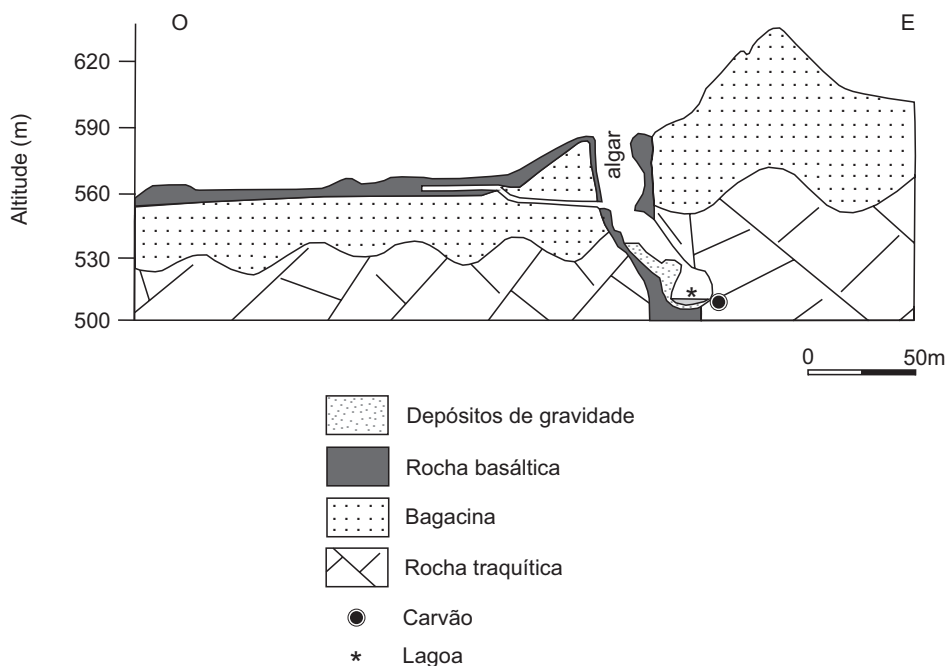 O
E
Altitude (m)
620
590
560
530
500
algar
0
50m
Depósitos de gravidade
Rocha basáltica
Bagacina
Rocha traquítica
Carvão
* Lagoa